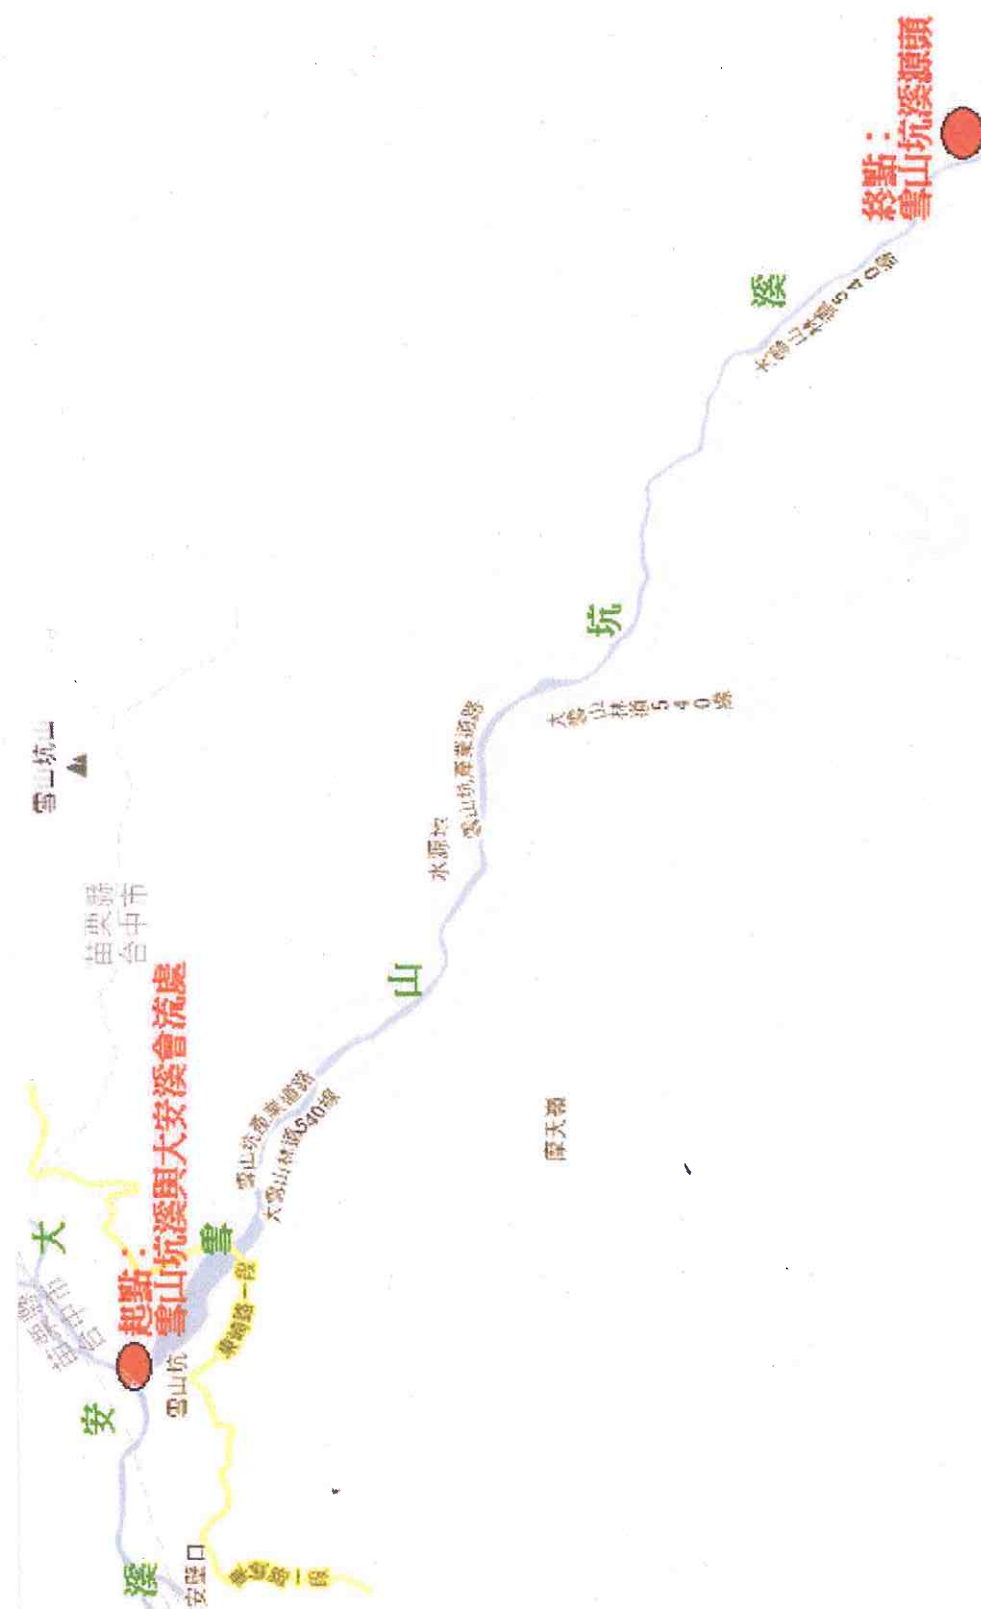 終點：
雪山坑溪源頭
溪
大雪山林道540線
坑
大雪山林道540線
雪山坑產業道路
水源地
雪山坑山
苗栗縣
台中市
山
雪山坑產業道路
大雪山林道540線
摩天嶺
起點：
雪山坑溪與大安溪會流處
雪
大
苗栗縣
台中市
東崎路一段
雪山坑
安
溪
安壁口
東崎路一段